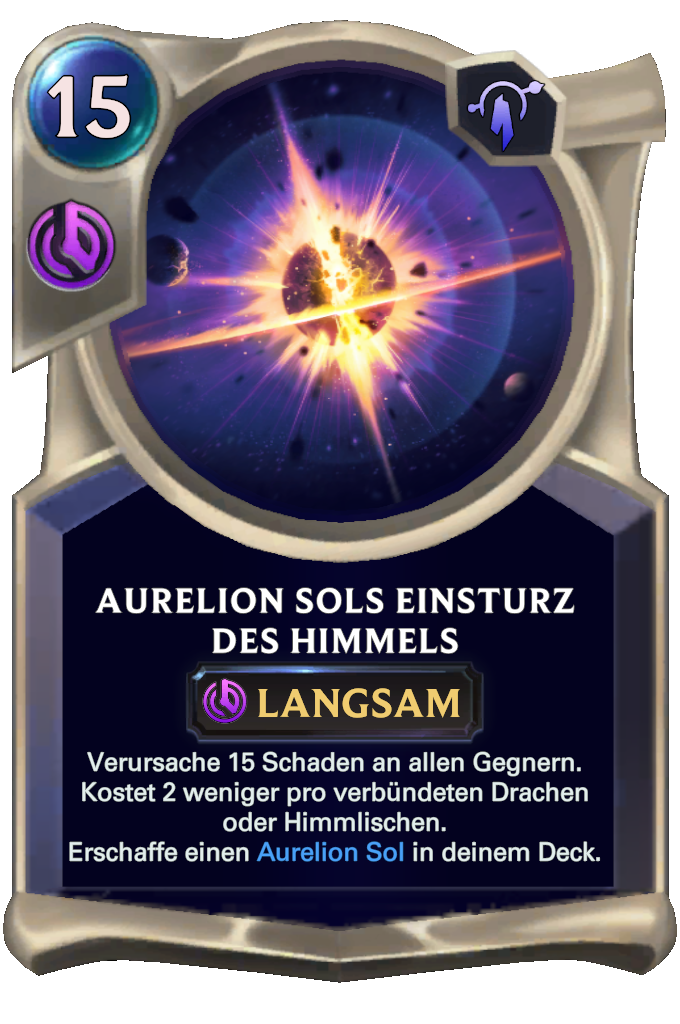 15
AURELION SOLS EINSTURZ
DES HIMMELS
LANGSAM
Verursache 15 Schaden an allen Gegnern.
Kostet 2 weniger pro verbündeten Drachen
oder Himmlischen.
Erschaffe einen Aurelion Sol in deinem Deck.